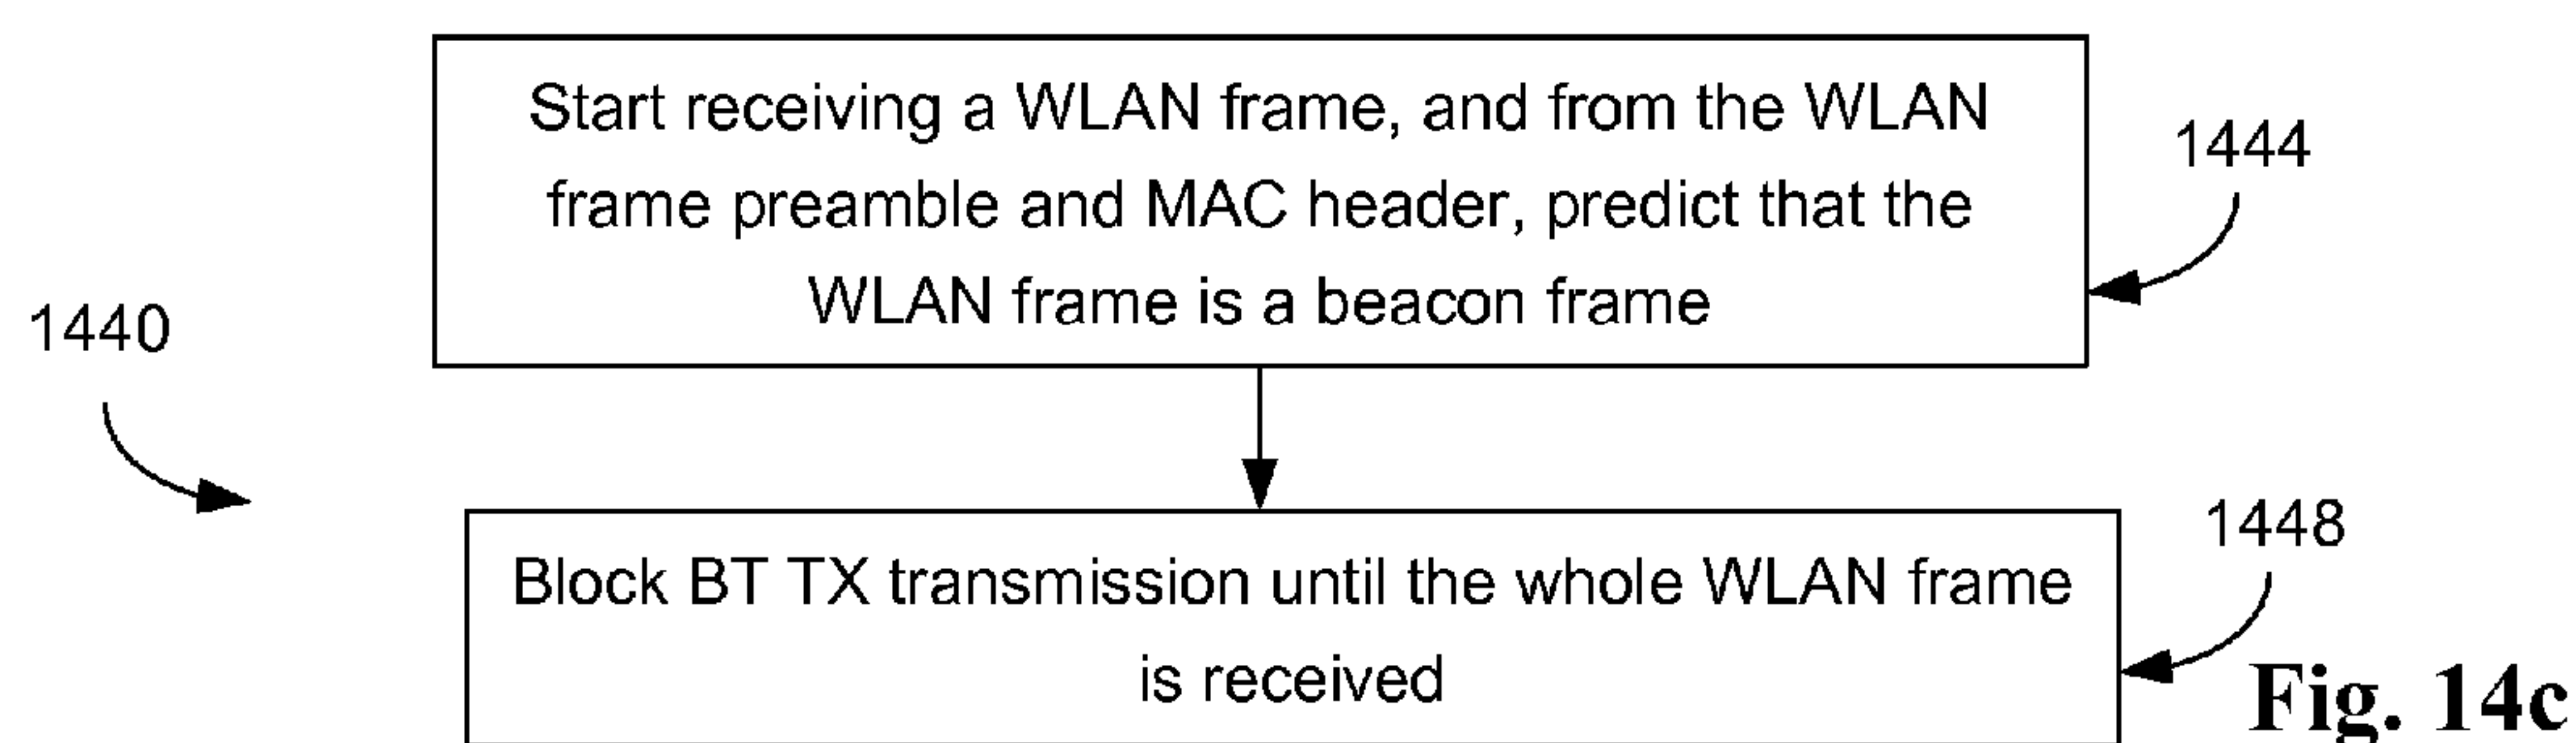 Start receiving a WLAN frame, and from the WLAN
frame preamble and MAC header, predict that the
WLAN frame is a beacon frame
1444
1440
Block BT TX transmission until the whole WLAN frame
is received
1448
Fig. 14c